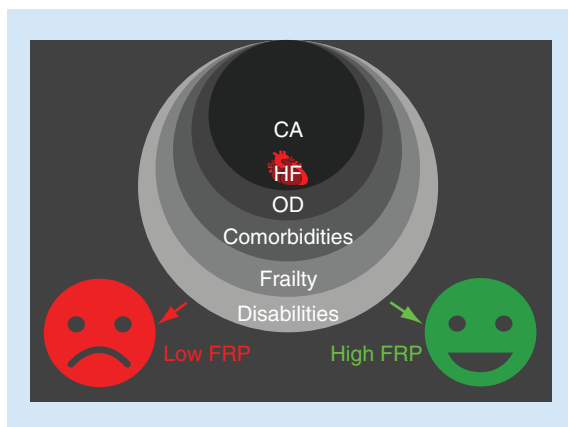 CA
HF
OD
Comorbidities
Frailty
Disabilities
Low FRP
High FRP